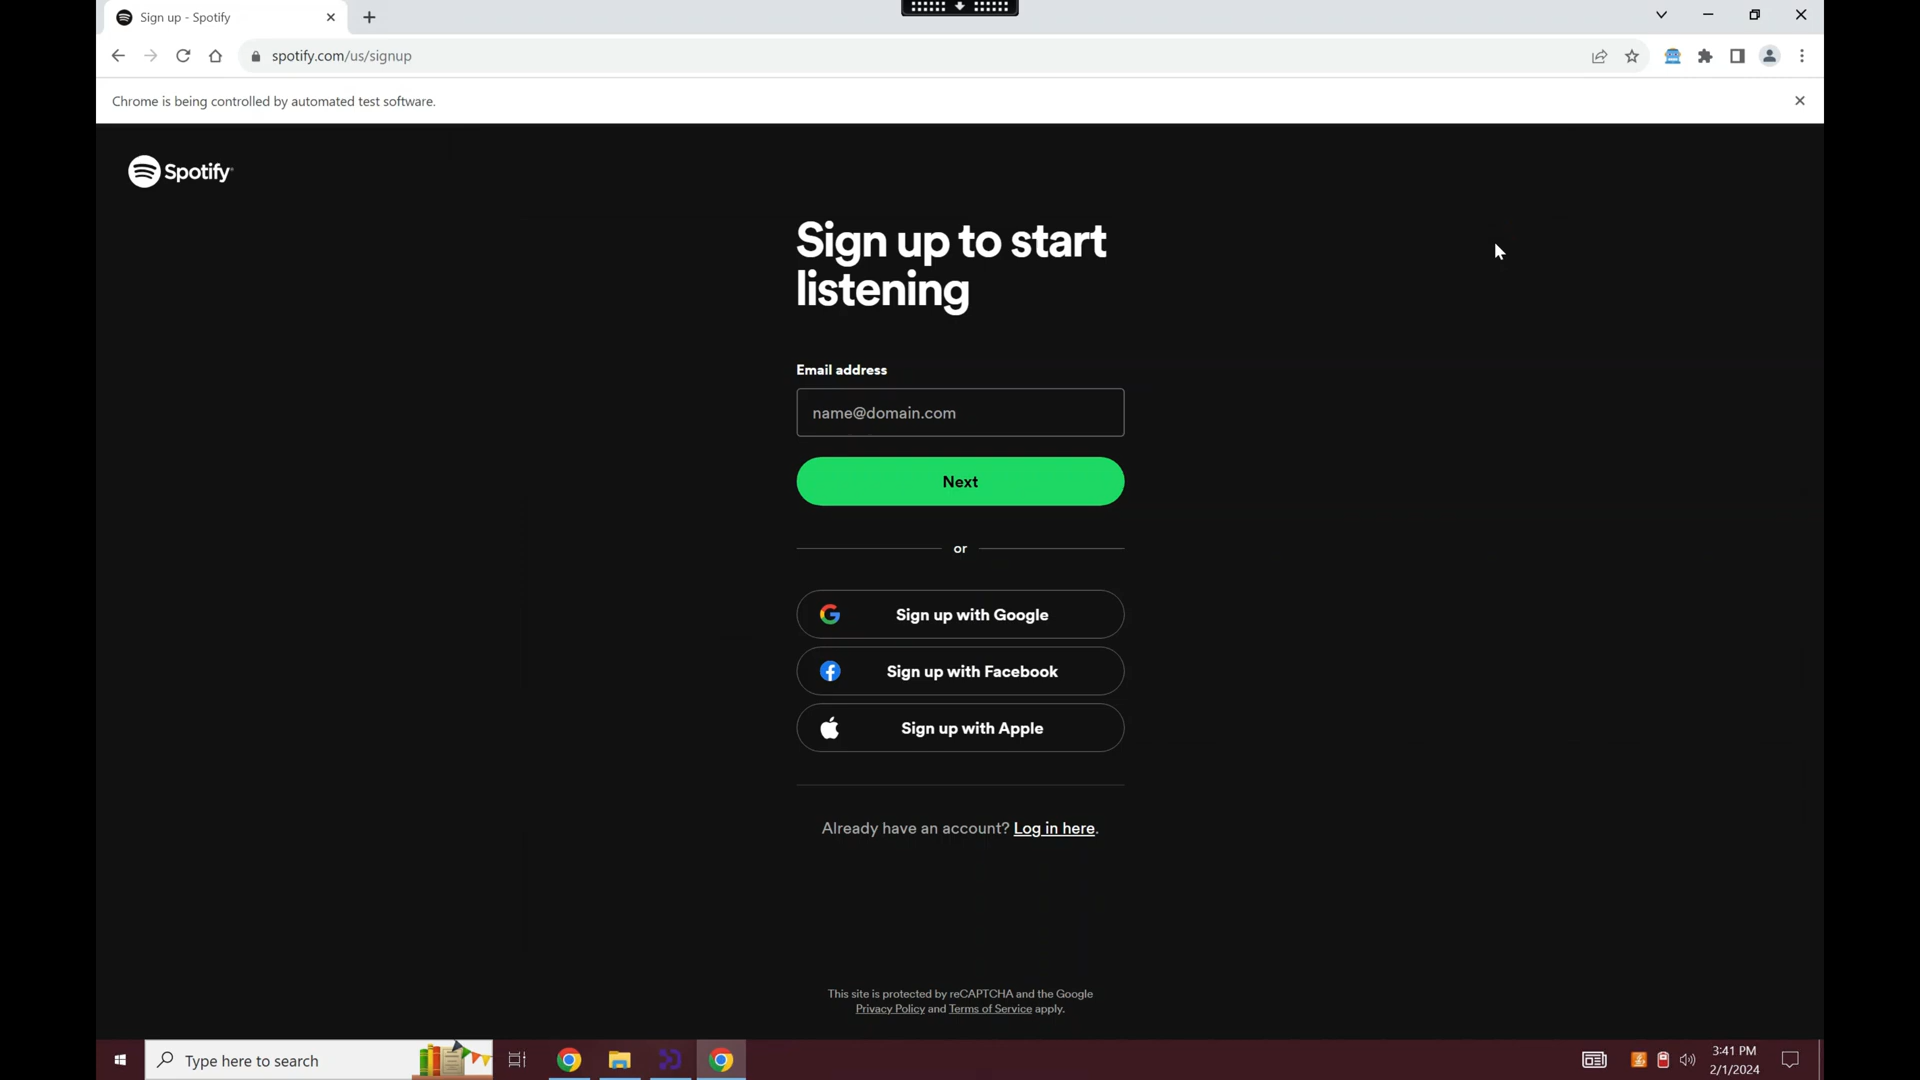 Sign up - Spotify
spotify.com/us/signup
Chrome is being controlled by automated test software.
Spotify
Sign up to start
listening
Email address
name@domain.com
Next
or
Sign up with Google
Sign up with Facebook
Sign up with Apple
Already have an account? Log in here.
This site is protected by reCAPTCHA and the Google
Privacy Policy and Terms of Service apply.
Type here to search
3:41 PM
2/1/2024